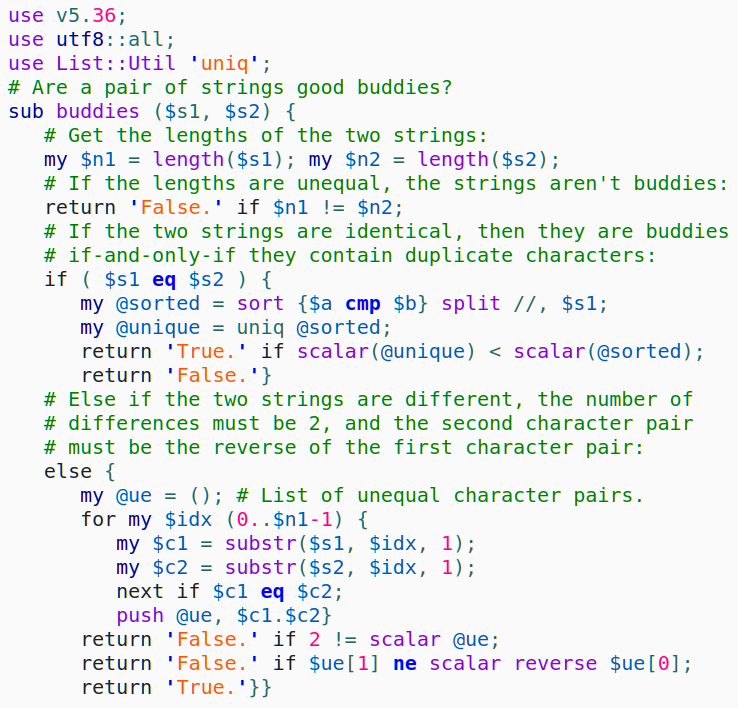 use v5.36;
use utf8::all;
use List::Util 'uniq';
# Are a pair of strings good buddies?
sub buddies ($s1, $s2) {
   # Get the lengths of the two strings:
   my $n1 = length($s1); my $n2 = length($s2);
   # If the lengths are unequal, the strings aren't buddies:
   return 'False.' if $n1 != $n2;
   # If the two strings are identical, then they are buddies
   # if-and-only-if they contain duplicate characters:
   if ( $s1 eq $s2 ) {
      my @sorted = sort {$a cmp $b} split //, $s1;
      my @unique = uniq @sorted;
      return 'True.' if scalar(@unique) < scalar(@sorted);
      return 'False.'}
   # Else if the two strings are different, the number of
   # differences must be 2, and the second character pair
   # must be the reverse of the first character pair:
   else {
      my @ue = (); # List of unequal character pairs.
      for my $idx (0..$n1-1) {
         my $c1 = substr($s1, $idx, 1);
         my $c2 = substr($s2, $idx, 1);
         next if $c1 eq $c2;
         push @ue, $c1.$c2}
      return 'False.' if 2 != scalar @ue;
      return 'False.' if $ue[1] ne scalar reverse $ue[0];
      return 'True.'}}